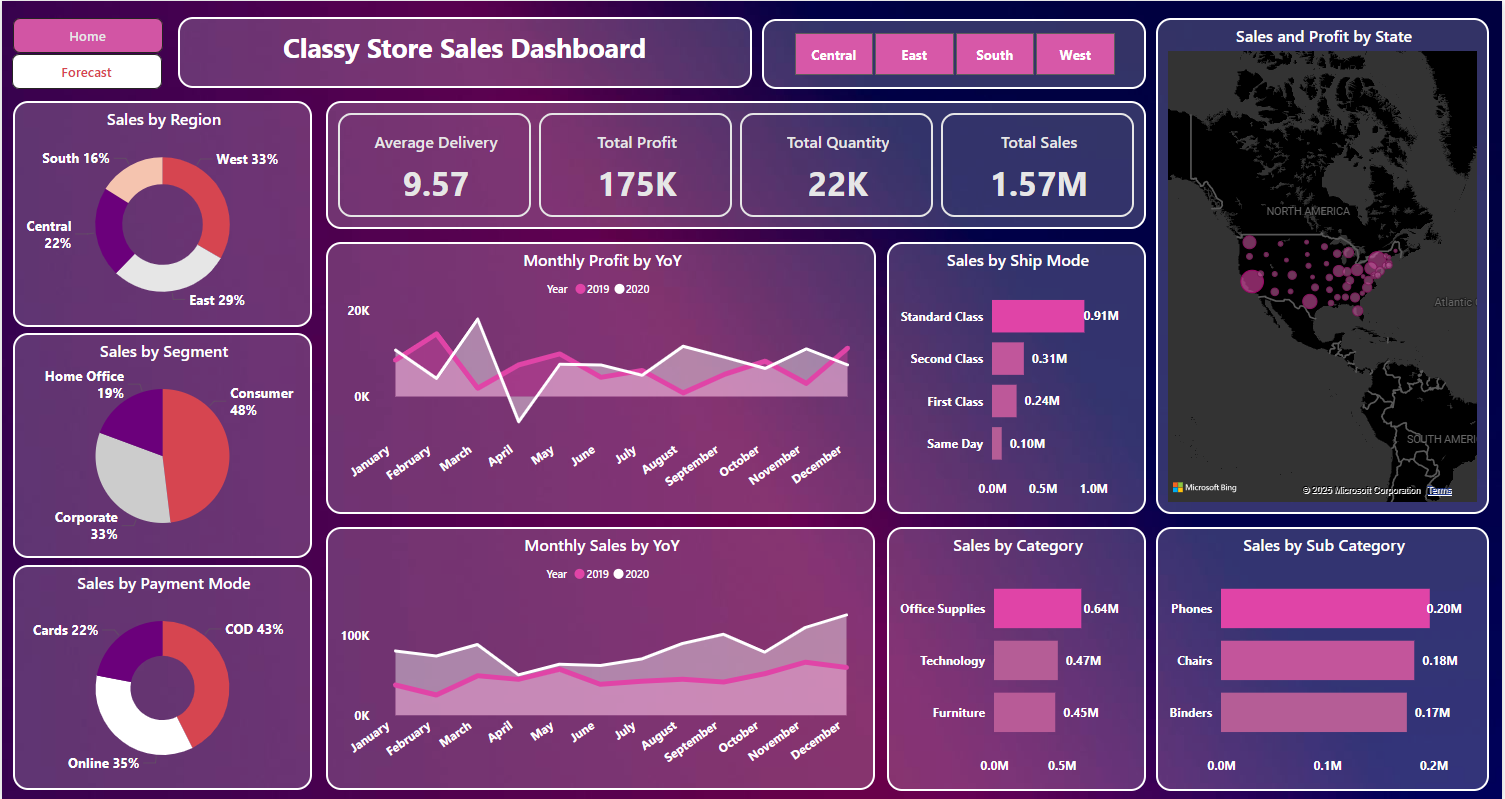 Home
Forecast
Classy Store Sales Dashboard
Central
East
South
West
Sales and Profit by State
NORTH AMERICA
Atlantic
SOUTH AMERI
Microsoft Bing
© 2025 Microsoft Corporation Terms
Sales by Region
South 16%
West 33%
Central
22%
East 29%
Average Delivery
9.57
Total Profit
175K
Total Quantity
22K
Total Sales
1.57M
Monthly Profit by YoY
Year 2019 2020
20K
0K
January
February
March
April
May
June
July
August
September
October
November
December
Sales by Ship Mode
Standard Class 0.91M
Second Class 0.31M
First Class 0.24M
Same Day 0.10M
0.0M 0.5M 1.0M
Sales by Segment
Home Office
19%
Consumer
48%
Corporate
33%
Sales by Payment Mode
Cards 22%
COD 43%
Online 35%
Monthly Sales by YoY
Year 2019 2020
100K
0K
January
February
March
April
May
June
July
August
September
October
November
December
Sales by Category
Office Supplies 0.64M
Technology 0.47M
Furniture 0.45M
0.0M 0.5M
Sales by Sub Category
Phones 0.20M
Chairs 0.18M
Binders 0.17M
0.0M 0.1M 0.2M